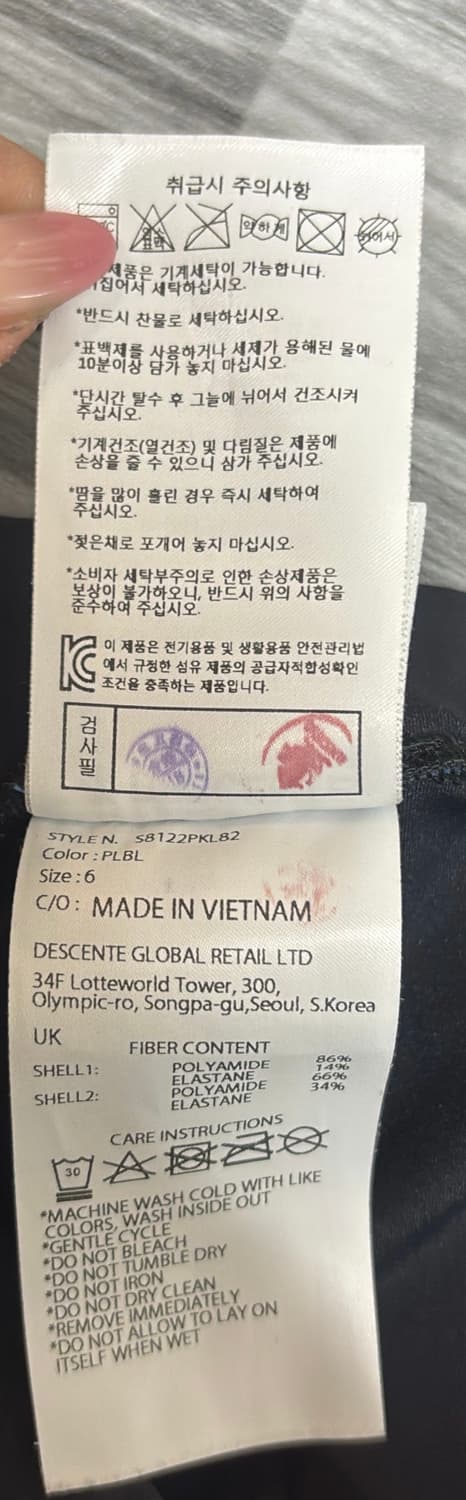 취급시 주의사항
약하게
뉘어서
제품은 기계세탁이 가능합니다.
뒤집어서 세탁하십시오.
*반드시 찬물로 세탁하십시오.
*표백제를 사용하거나 세제가 용해된 물에
10분이상 담가 놓지 마십시오.
*단시간 탈수 후 그늘에 뉘어서 건조시켜
주십시오.
*기계건조(열건조) 및 다림질은 제품에
손상을 줄 수 있으니 삼가 주십시오.
*땀을 많이 흘린 경우 즉시 세탁하여
주십시오.
*젖은채로 포개어 놓지 마십시오.
*소비자 세탁부주의로 인한 손상제품은
보상이 불가하오니, 반드시 위의 사항을
준수하여 주십시오.
이 제품은 전기용품 및 생활용품 안전관리법
에서 규정한 섬유 제품의 공급자적합성확인
조건을 충족하는 제품입니다.
검사필
STYLE N. S8122PKL82
Color : PLBL
Size : 6
C/O : MADE IN VIETNAM
DESCENTE GLOBAL RETAIL LTD
34F Lotteworld Tower, 300,
Olympic-ro, Songpa-gu,Seoul, S.Korea
UK
FIBER CONTENT
SHELL1: POLYAMIDE 86%
ELASTANE 14%
SHELL2: POLYAMIDE 66%
ELASTANE 34%
CARE INSTRUCTIONS
30
*MACHINE WASH COLD WITH LIKE
COLORS, WASH INSIDE OUT
*GENTLE CYCLE
*DO NOT BLEACH
*DO NOT TUMBLE DRY
*DO NOT IRON
*DO NOT DRY CLEAN
*REMOVE IMMEDIATELY
*DO NOT ALLOW TO LAY ON
ITSELF WHEN WET